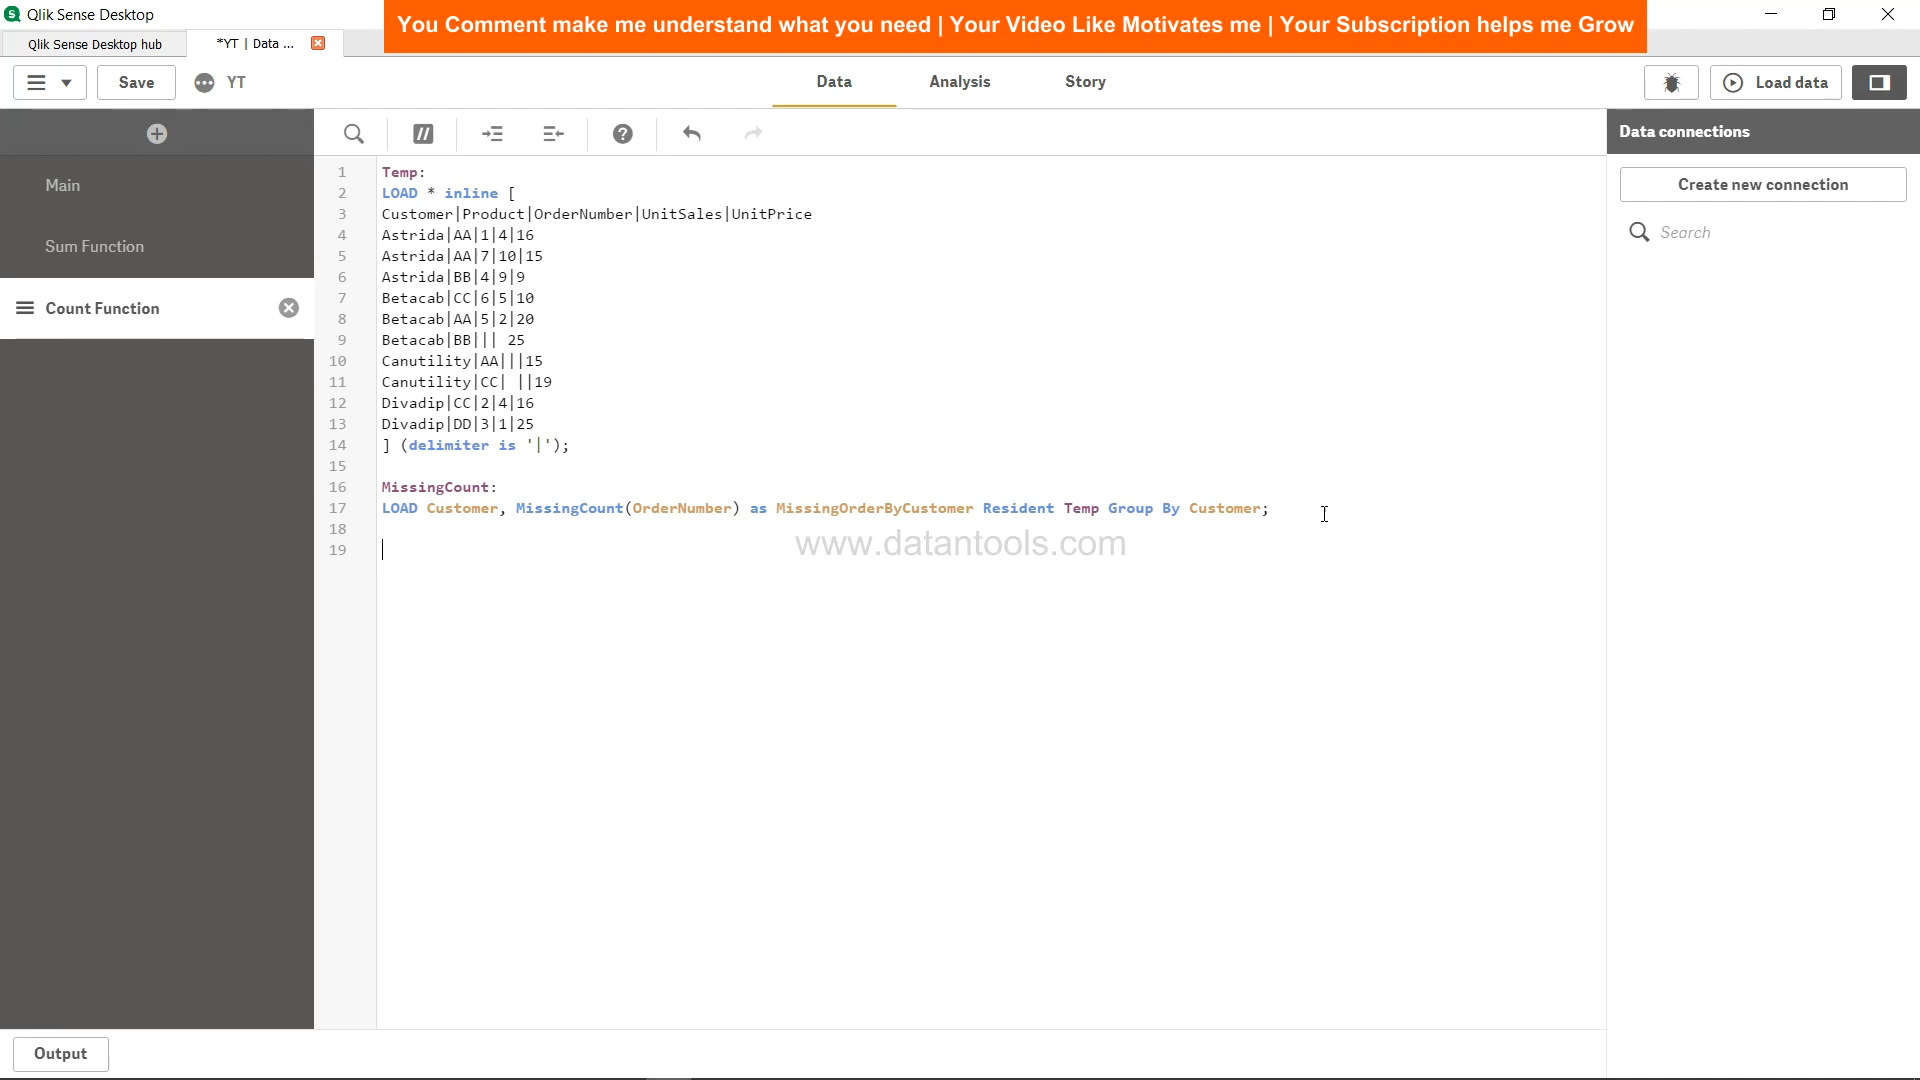 Qlik Sense Desktop
You Comment make me understand what you need | Your Video Like Motivates me | Your Subscription helps me Grow
Qlik Sense Desktop hub
*YT | Data ...
Save
YT
Data
Analysis
Story
Load data
Main
Sum Function
Count Function
1 Temp:
2 LOAD * inline [
3 Customer|Product|OrderNumber|UnitSales|UnitPrice
4 Astrida|AA|1|4|16
5 Astrida|AA|7|10|15
6 Astrida|BB|4|9|9
7 Betacab|CC|6|5|10
8 Betacab|AA|5|2|20
9 Betacab|BB||| 25
10 Canutility|AA|||15
11 Canutility|CC| ||19
12 Divadip|CC|2|4|16
13 Divadip|DD|3|1|25
14 ] (delimiter is '|');
15
16 MissingCount:
17 LOAD Customer, MissingCount(OrderNumber) as MissingOrderByCustomer Resident Temp Group By Customer;
18
19
www.datantools.com
Data connections
Create new connection
Search
Output